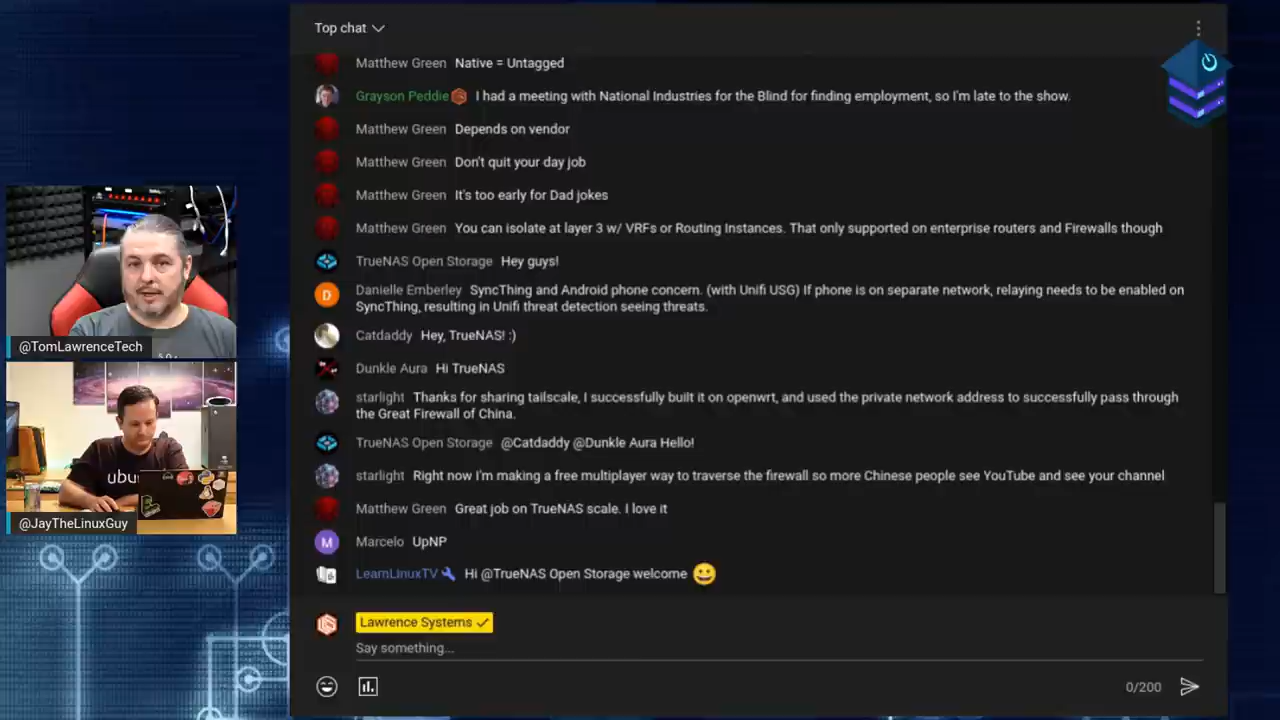 Top chat
Matthew Green Native = Untagged
Grayson Peddie I had a meeting with National Industries for the Blind for finding employment, so I'm late to the show.
Matthew Green Depends on vendor
Matthew Green Don't quit your day job
Matthew Green It's too early for Dad jokes
Matthew Green You can isolate at layer 3 w/ VRFs or Routing Instances. That only supported on enterprise routers and Firewalls though
TrueNAS Open Storage Hey guys!
D
Danielle Emberley SyncThing and Android phone concern. (with Unifi USG) If phone is on separate network, relaying needs to be enabled on
SyncThing, resulting in Unifi threat detection seeing threats.
Catdaddy Hey, TrueNAS! :)
Dunkle Aura Hi TrueNAS
starlight Thanks for sharing tailscale, I successfully built it on openwrt, and used the private network address to successfully pass through
the Great Firewall of China.
TrueNAS Open Storage @Catdaddy @Dunkle Aura Hello!
starlight Right now I'm making a free multiplayer way to traverse the firewall so more Chinese people see YouTube and see your channel
Matthew Green Great job on TrueNAS scale. I love it
M
Marcelo UpNP
LearnLinuxTV Hi @TrueNAS Open Storage welcome 😀
Lawrence Systems
Say something...
0/200
@TomLawrenceTech
ubu
@JayTheLinuxGuy